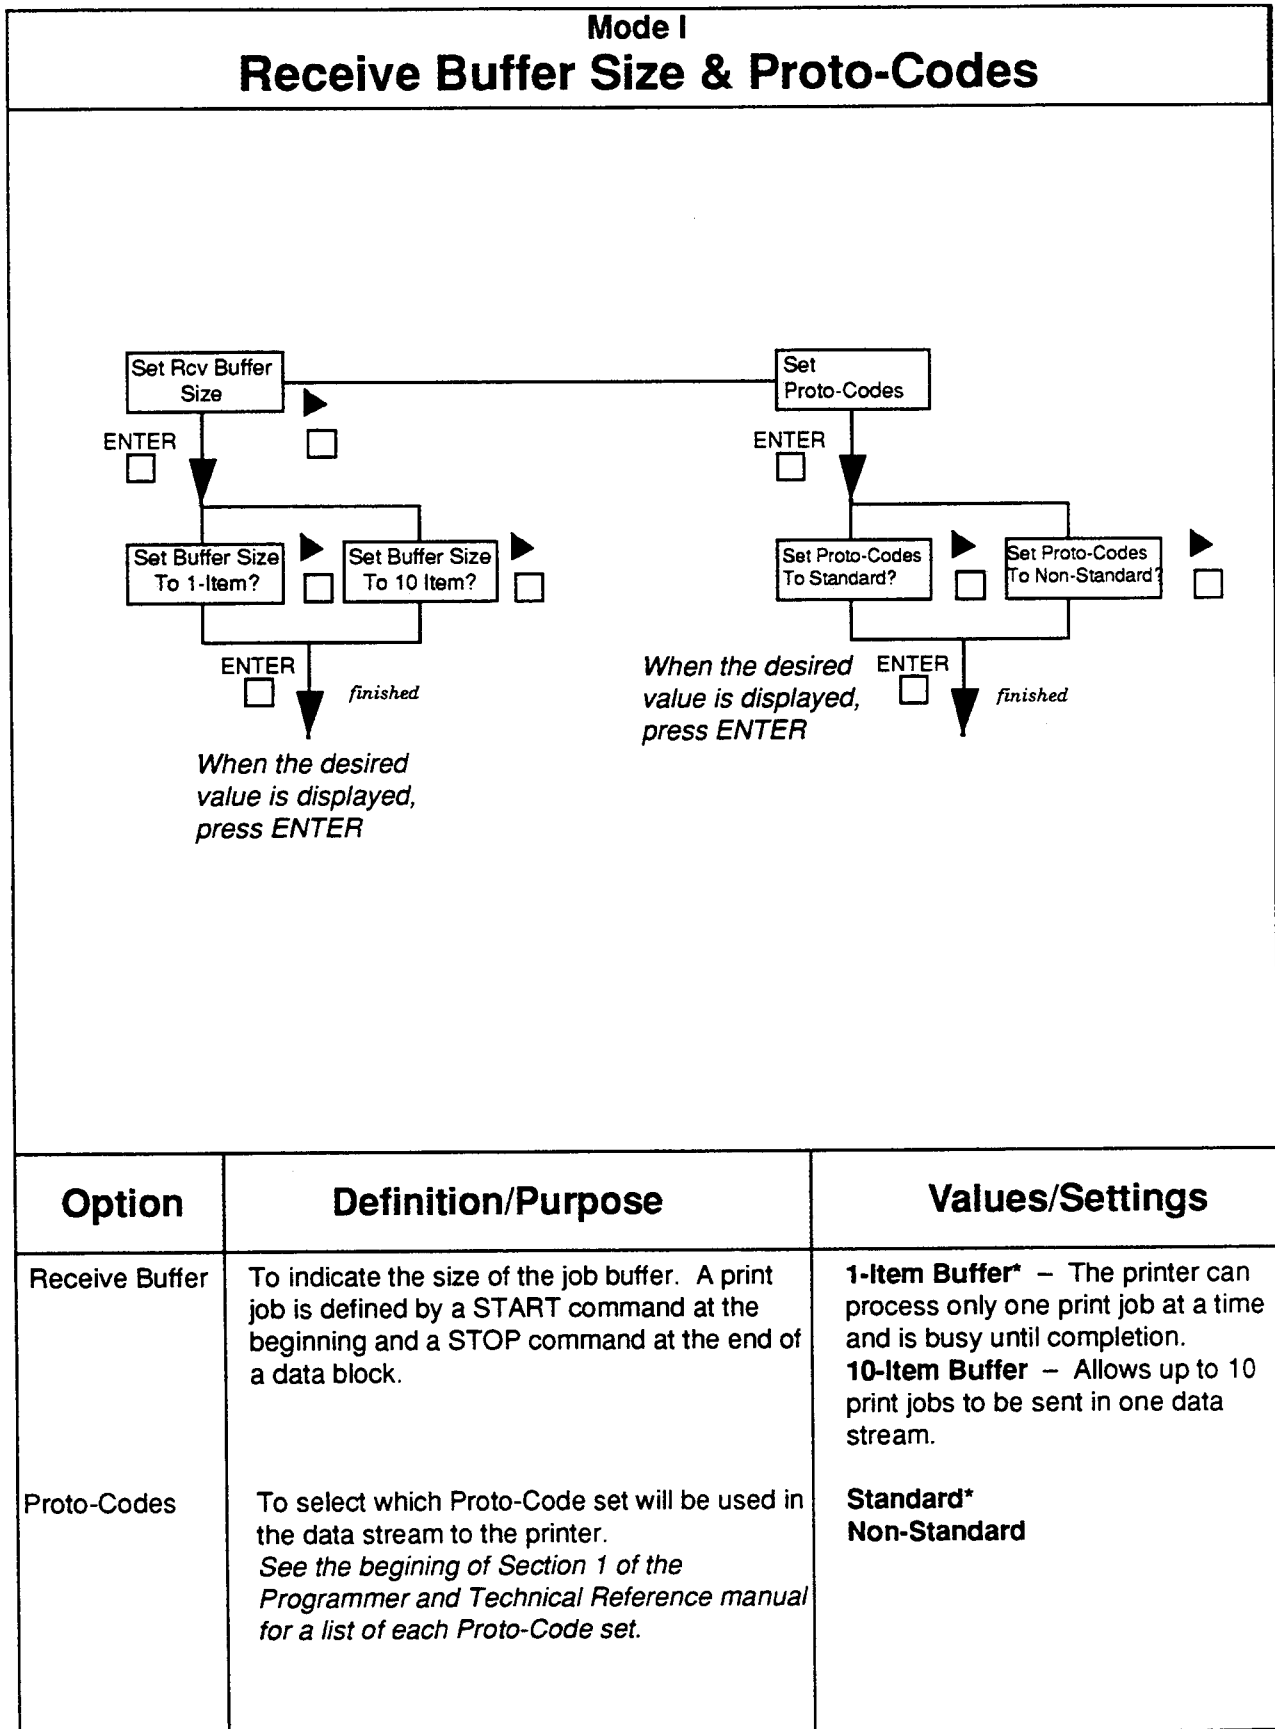 Mode I
Receive Buffer Size & Proto-Codes
Set Rcv Buffer
Size
ENTER
Set Buffer Size
To 1-Item?
Set Buffer Size
To 10 Item?
ENTER
finished
When the desired
value is displayed,
press ENTER
Set
Proto-Codes
ENTER
Set Proto-Codes
To Standard?
Set Proto-Codes
To Non-Standard?
When the desired
value is displayed,
press ENTER
ENTER
finished
Option
Definition/Purpose
Values/Settings
Receive Buffer
To indicate the size of the job buffer. A print
job is defined by a START command at the
beginning and a STOP command at the end of
a data block.
1-Item Buffer* – The printer can
process only one print job at a time
and is busy until completion.
10-Item Buffer – Allows up to 10
print jobs to be sent in one data
stream.
Proto-Codes
To select which Proto-Code set will be used in
the data stream to the printer.
See the begining of Section 1 of the
Programmer and Technical Reference manual
for a list of each Proto-Code set.
Standard*
Non-Standard